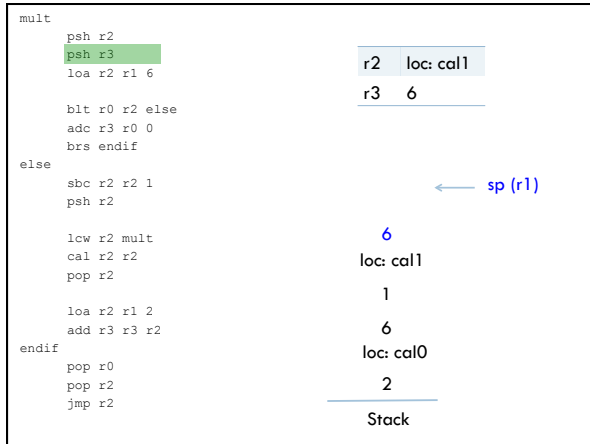 mult
psh r2
psh r3
loa r2 r1 6
blt r0 r2 else
adc r3 r0 0
brs endif
else
sbc r2 r2 1
psh r2
lcw r2 mult
cal r2 r2
pop r2
loa r2 r1 2
add r3 r3 r2
endif
pop r0
pop r2
jmp r2
r2 loc: cal1
r3 6
sp (r1)
6
loc: cal1
1
6
loc: cal0
2
Stack